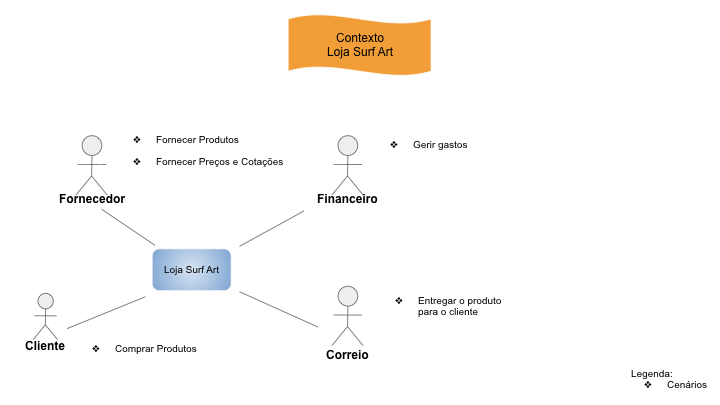 Contexto
Loja Surf Art
❖ Fornecer Produtos
❖ Fornecer Preços e Cotações
Fornecedor
❖ Gerir gastos
Financeiro
Loja Surf Art
Cliente
❖ Comprar Produtos
❖ Entregar o produto
para o cliente
Correio
Legenda:
❖ Cenários